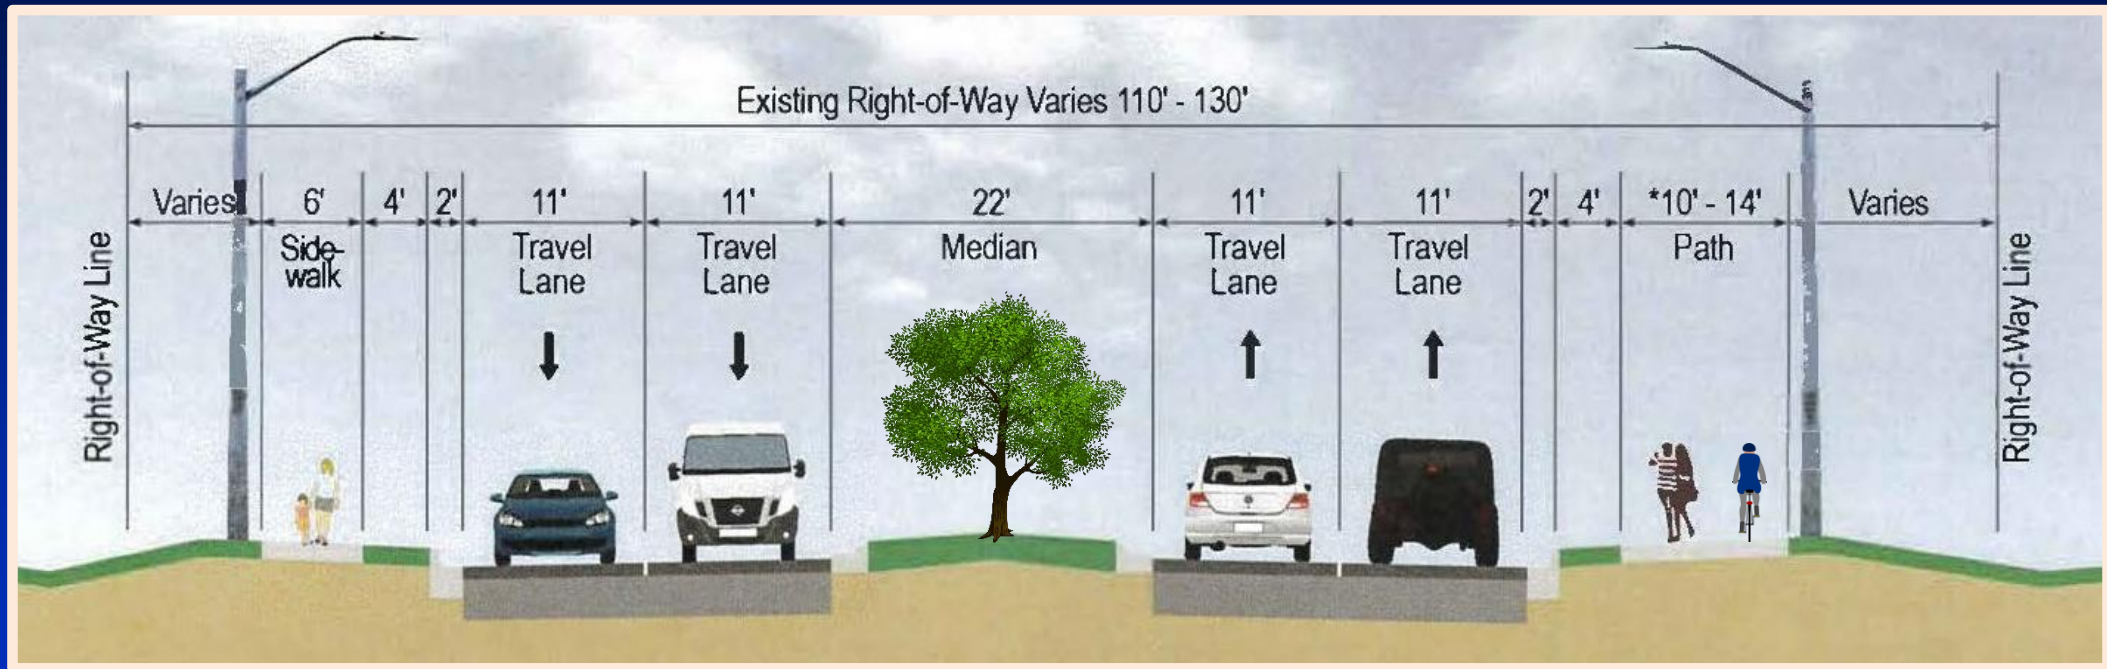 Existing Right-of-Way Varies 110' - 130'
Varies
6'
4'
2'
11'
11'
22'
11'
11'
2'
4'
*10' - 14'
Varies
Side-
walk
Travel
Lane
Travel
Lane
Median
Travel
Lane
Travel
Lane
Path
Right-of-Way Line
Right-of-Way Line